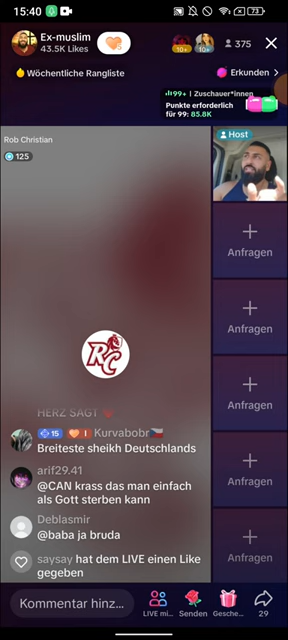 15:40
73
Ex-muslim
43.5K Likes
10+
10+
375
Wöchentliche Rangliste
Erkunden >
99+ | Zuschauer*innen
Punkte erforderlich
für 99: 85.8K
Rob Christian
125
Host
Anfragen
Anfragen
Anfragen
Anfragen
Anfragen
RC
HERZ SAGT
15 I Kurvabobr
Breiteste sheikh Deutschlands
arif29.41
@CAN krass das man einfach
als Gott sterben kann
Deblasmir
@baba ja bruda
saysay hat dem LIVE einen Like
gegeben
Kommentar hinz...
LIVE mi...
Senden
Gesche...
29